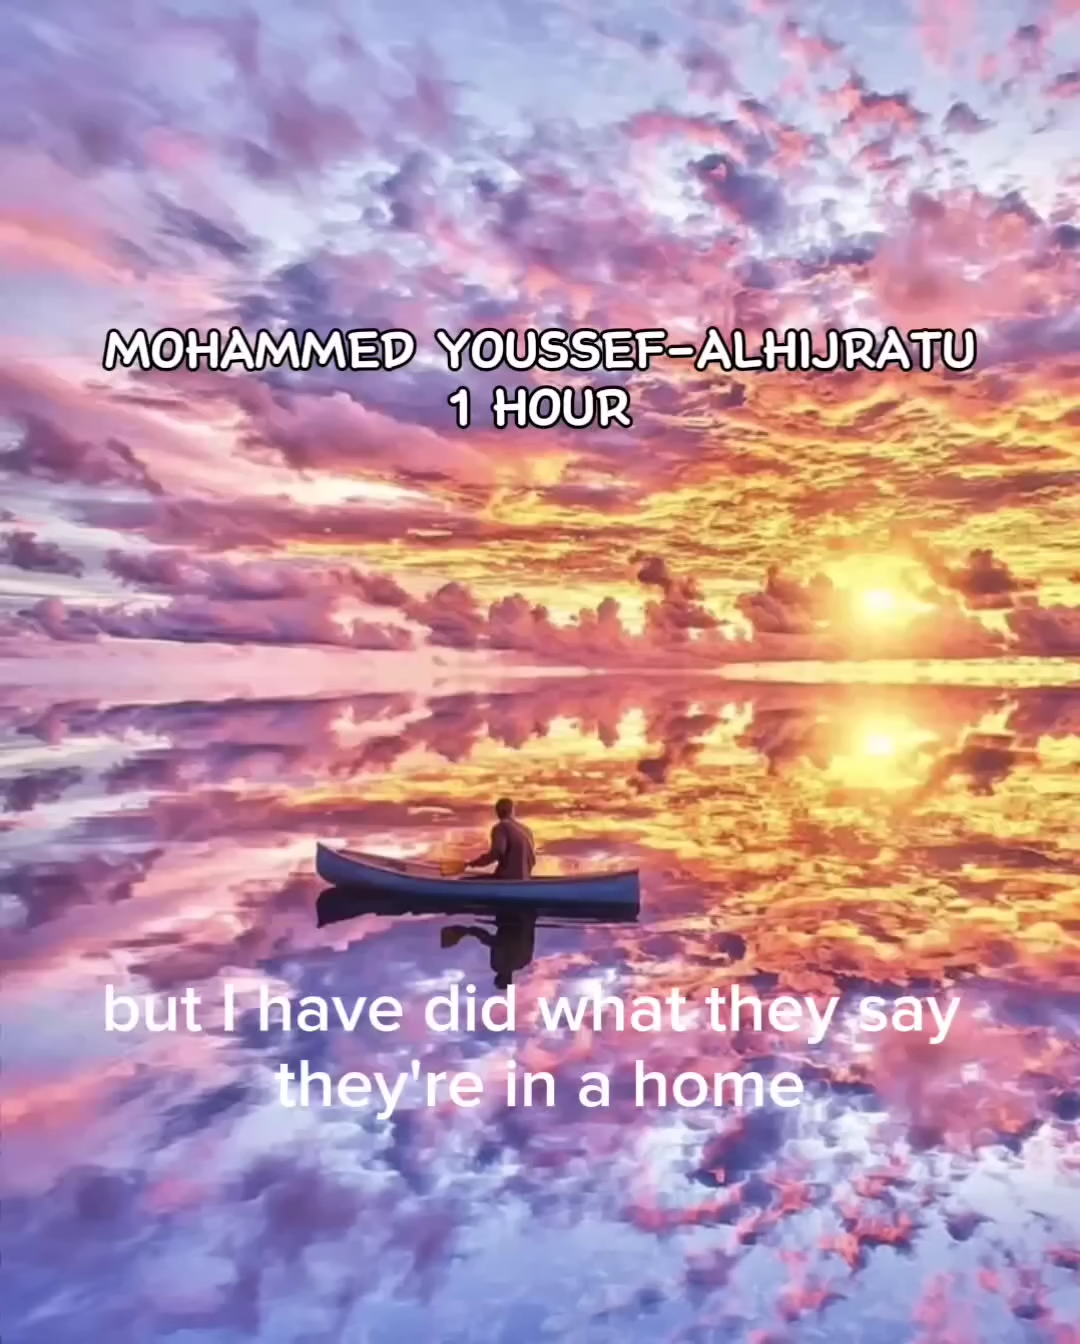 MOHAMMED YOUSSEF-ALHIJRATU
1 HOUR
but I have did what they say
they're in a home